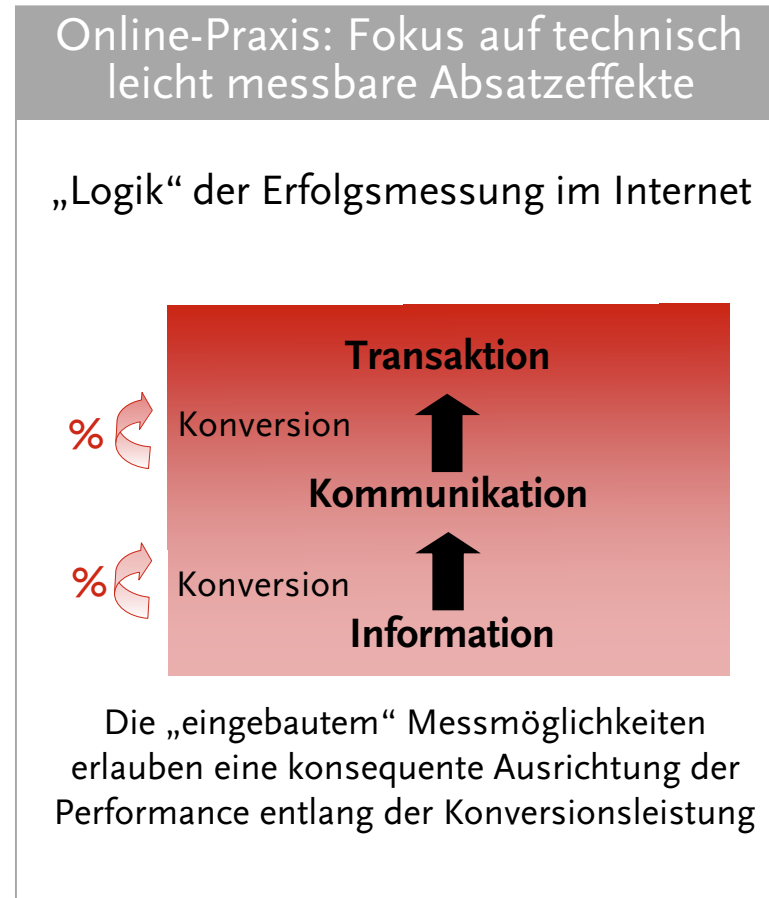 Online-Praxis: Fokus auf technisch
leicht messbare Absatzeffekte
„Logik“ der Erfolgsmessung im Internet
Transaktion
% Konversion
Kommunikation
% Konversion
Information
Die „eingebautem“ Messmöglichkeiten
erlauben eine konsequente Ausrichtung der
Performance entlang der Konversionsleistung